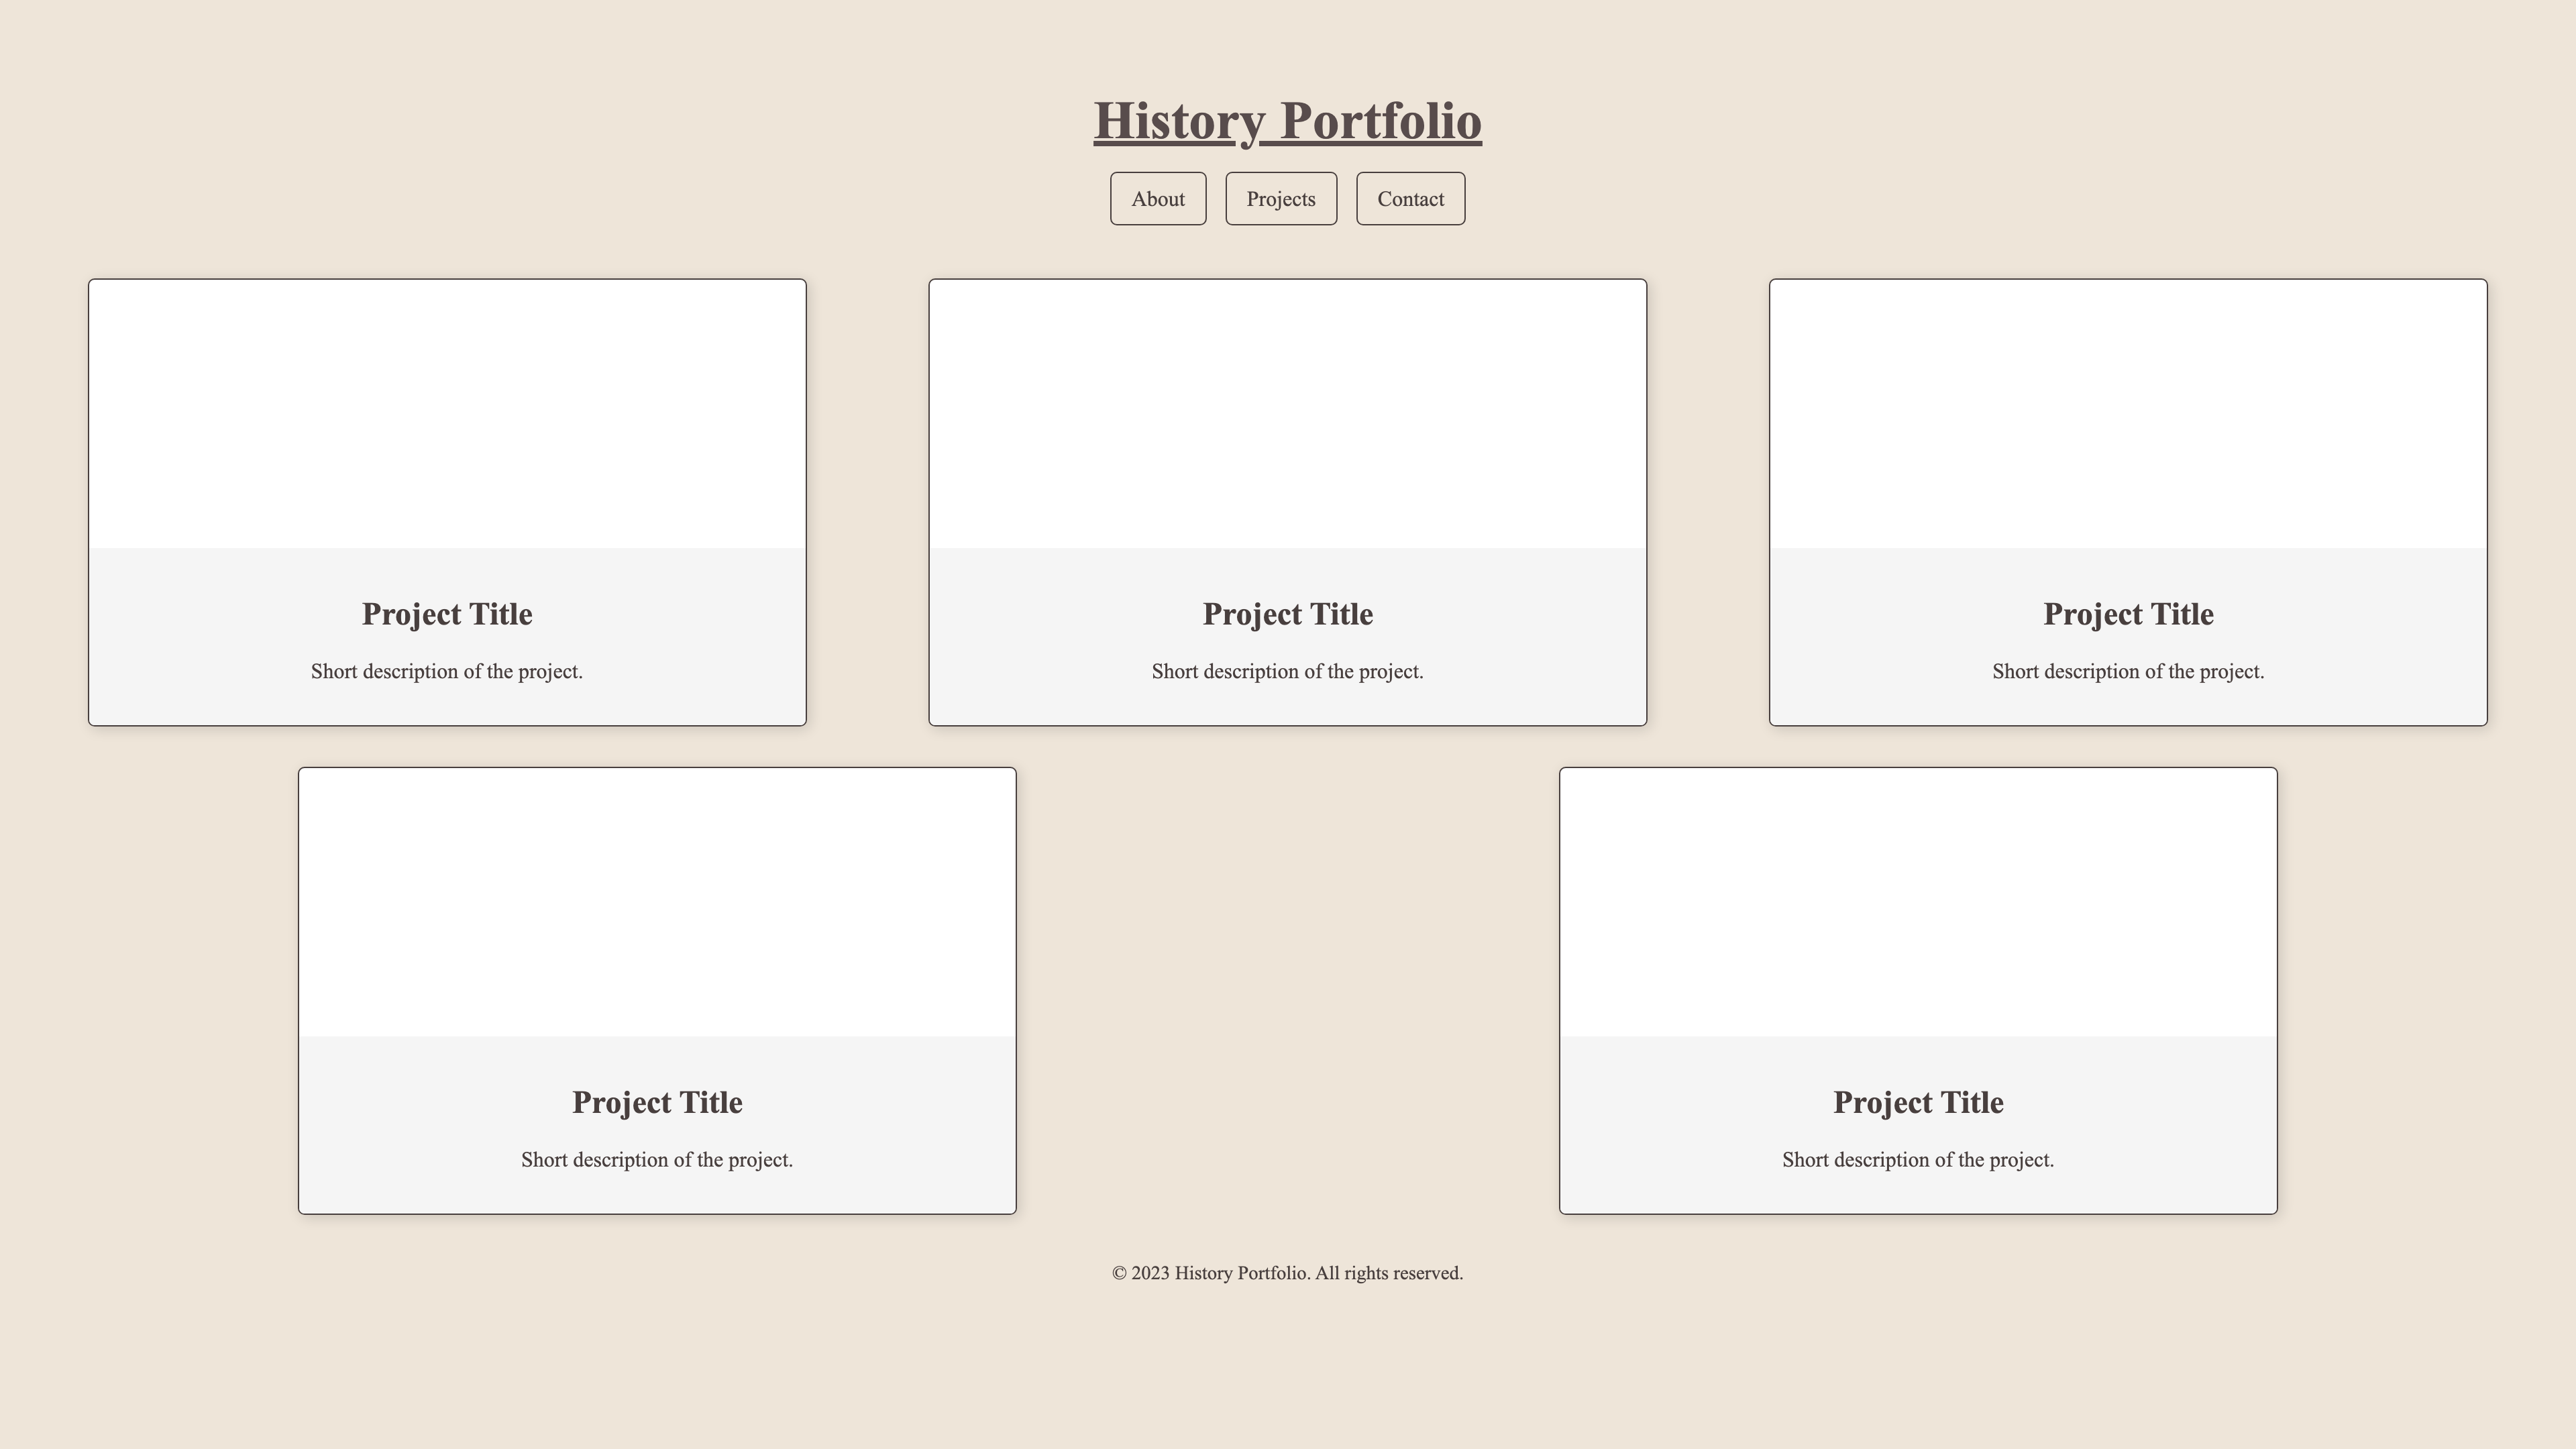 History Portfolio
About Projects Contact
Project Title Project Title Project Title
Short description of the project. Short description of the project. Short description of the project.
Project Title Project Title
Short description of the project. Short description of the project.
© 2023 History Portfolio. All rights reserved.